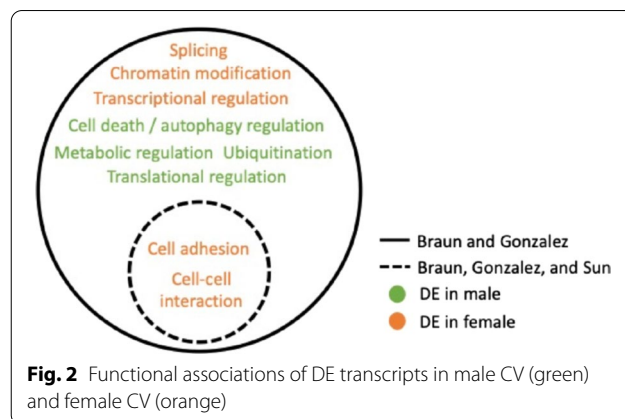 Splicing
Chromatin modification
Transcriptional regulation
Cell death / autophagy regulation
Metabolic regulation Ubiquitination
Translational regulation
Cell adhesion
Cell-cell
interaction
Braun and Gonzalez
Braun, Gonzalez, and Sun
DE in male
DE in female
Fig. 2 Functional associations of DE transcripts in male CV (green)
and female CV (orange)